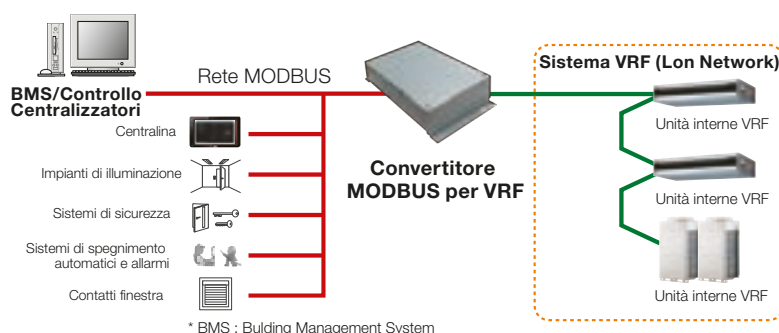 BMS/Controllo
Centralizzatori
Rete MODBUS
Centralina
Impianti di illuminazione
Sistemi di sicurezza
Sistemi di spegnimento
automatici e allarmi
Contatti finestra
* BMS : Bulding Management System
Convertitore
MODBUS per VRF
Sistema VRF (Lon Network)
Unità interne VRF
Unità interne VRF
Unità interne VRF